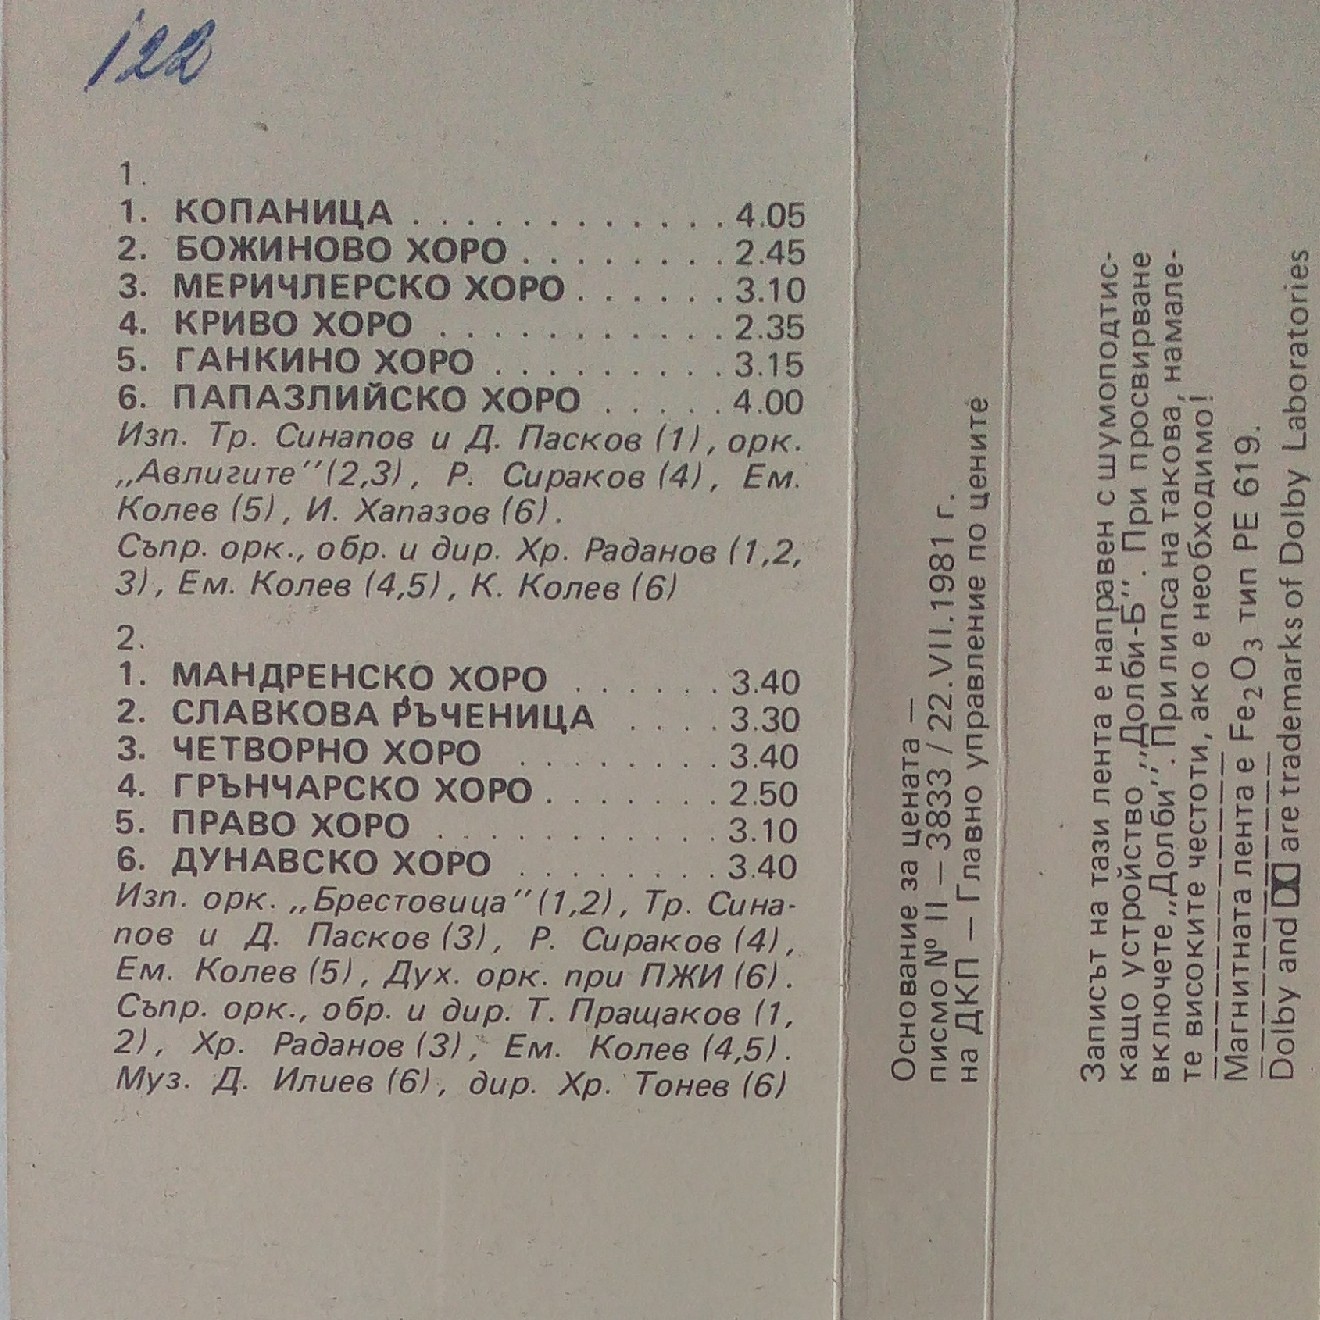 122
1.
1. КОПАНИЦА . . . . . . . . . . . . 4.05
2. БОЖИНОВО ХОРО . . . . . . . . 2.45
3. МЕРИЧЛЕРСКО ХОРО . . . . . . 3.10
4. КРИВО ХОРО . . . . . . . . . . . 2.35
5. ГАНКИНО ХОРО . . . . . . . . . 3.15
6. ПАПАЗЛИЙСКО ХОРО . . . . . 4.00
Изп. Тр. Синапов и Д. Пасков (1), орк.
„Авлигите" (2,3), Р. Сираков (4), Ем.
Колев (5), И. Хапазов (6).
Съпр. орк., обр. и дир. Хр. Раданов (1,2,
3), Ем. Колев (4,5), К. Колев (6)
2.
1. МАНДРЕНСКО ХОРО . . . . . . 3.40
2. СЛАВКОВА РЪЧЕНИЦА . . . . 3.30
3. ЧЕТВОРНО ХОРО . . . . . . . . 3.40
4. ГРЪНЧАРСКО ХОРО . . . . . . . 2.50
5. ПРАВО ХОРО . . . . . . . . . . . 3.10
6. ДУНАВСКО ХОРО . . . . . . . . 3.40
Изп. орк. „Брестовица" (1,2), Тр. Сина-
пов и Д. Пасков (3), Р. Сираков (4),
Ем. Колев (5), Дух. орк. при ПЖИ (6).
Съпр. орк., обр. и дир. Т. Пращаков (1,
2), Хр. Раданов (3), Ем. Колев (4,5).
Муз. Д. Илиев (6), дир. Хр. Тонев (6)
Основание за цената —
писмо № II — 3833 / 22.VII.1981 г.
на ДКП — Главно управление по цените
Записът на тази лента е направен с шумоподтис-
кащо устройство „Долби-Б". При просвирване
включете „Долби". При липса на такова, намале-
те високите честоти, ако е необходимо!
Магнитната лента е Fe2O3 тип PE 619.
Dolby and are trademarks of Dolby Laboratories